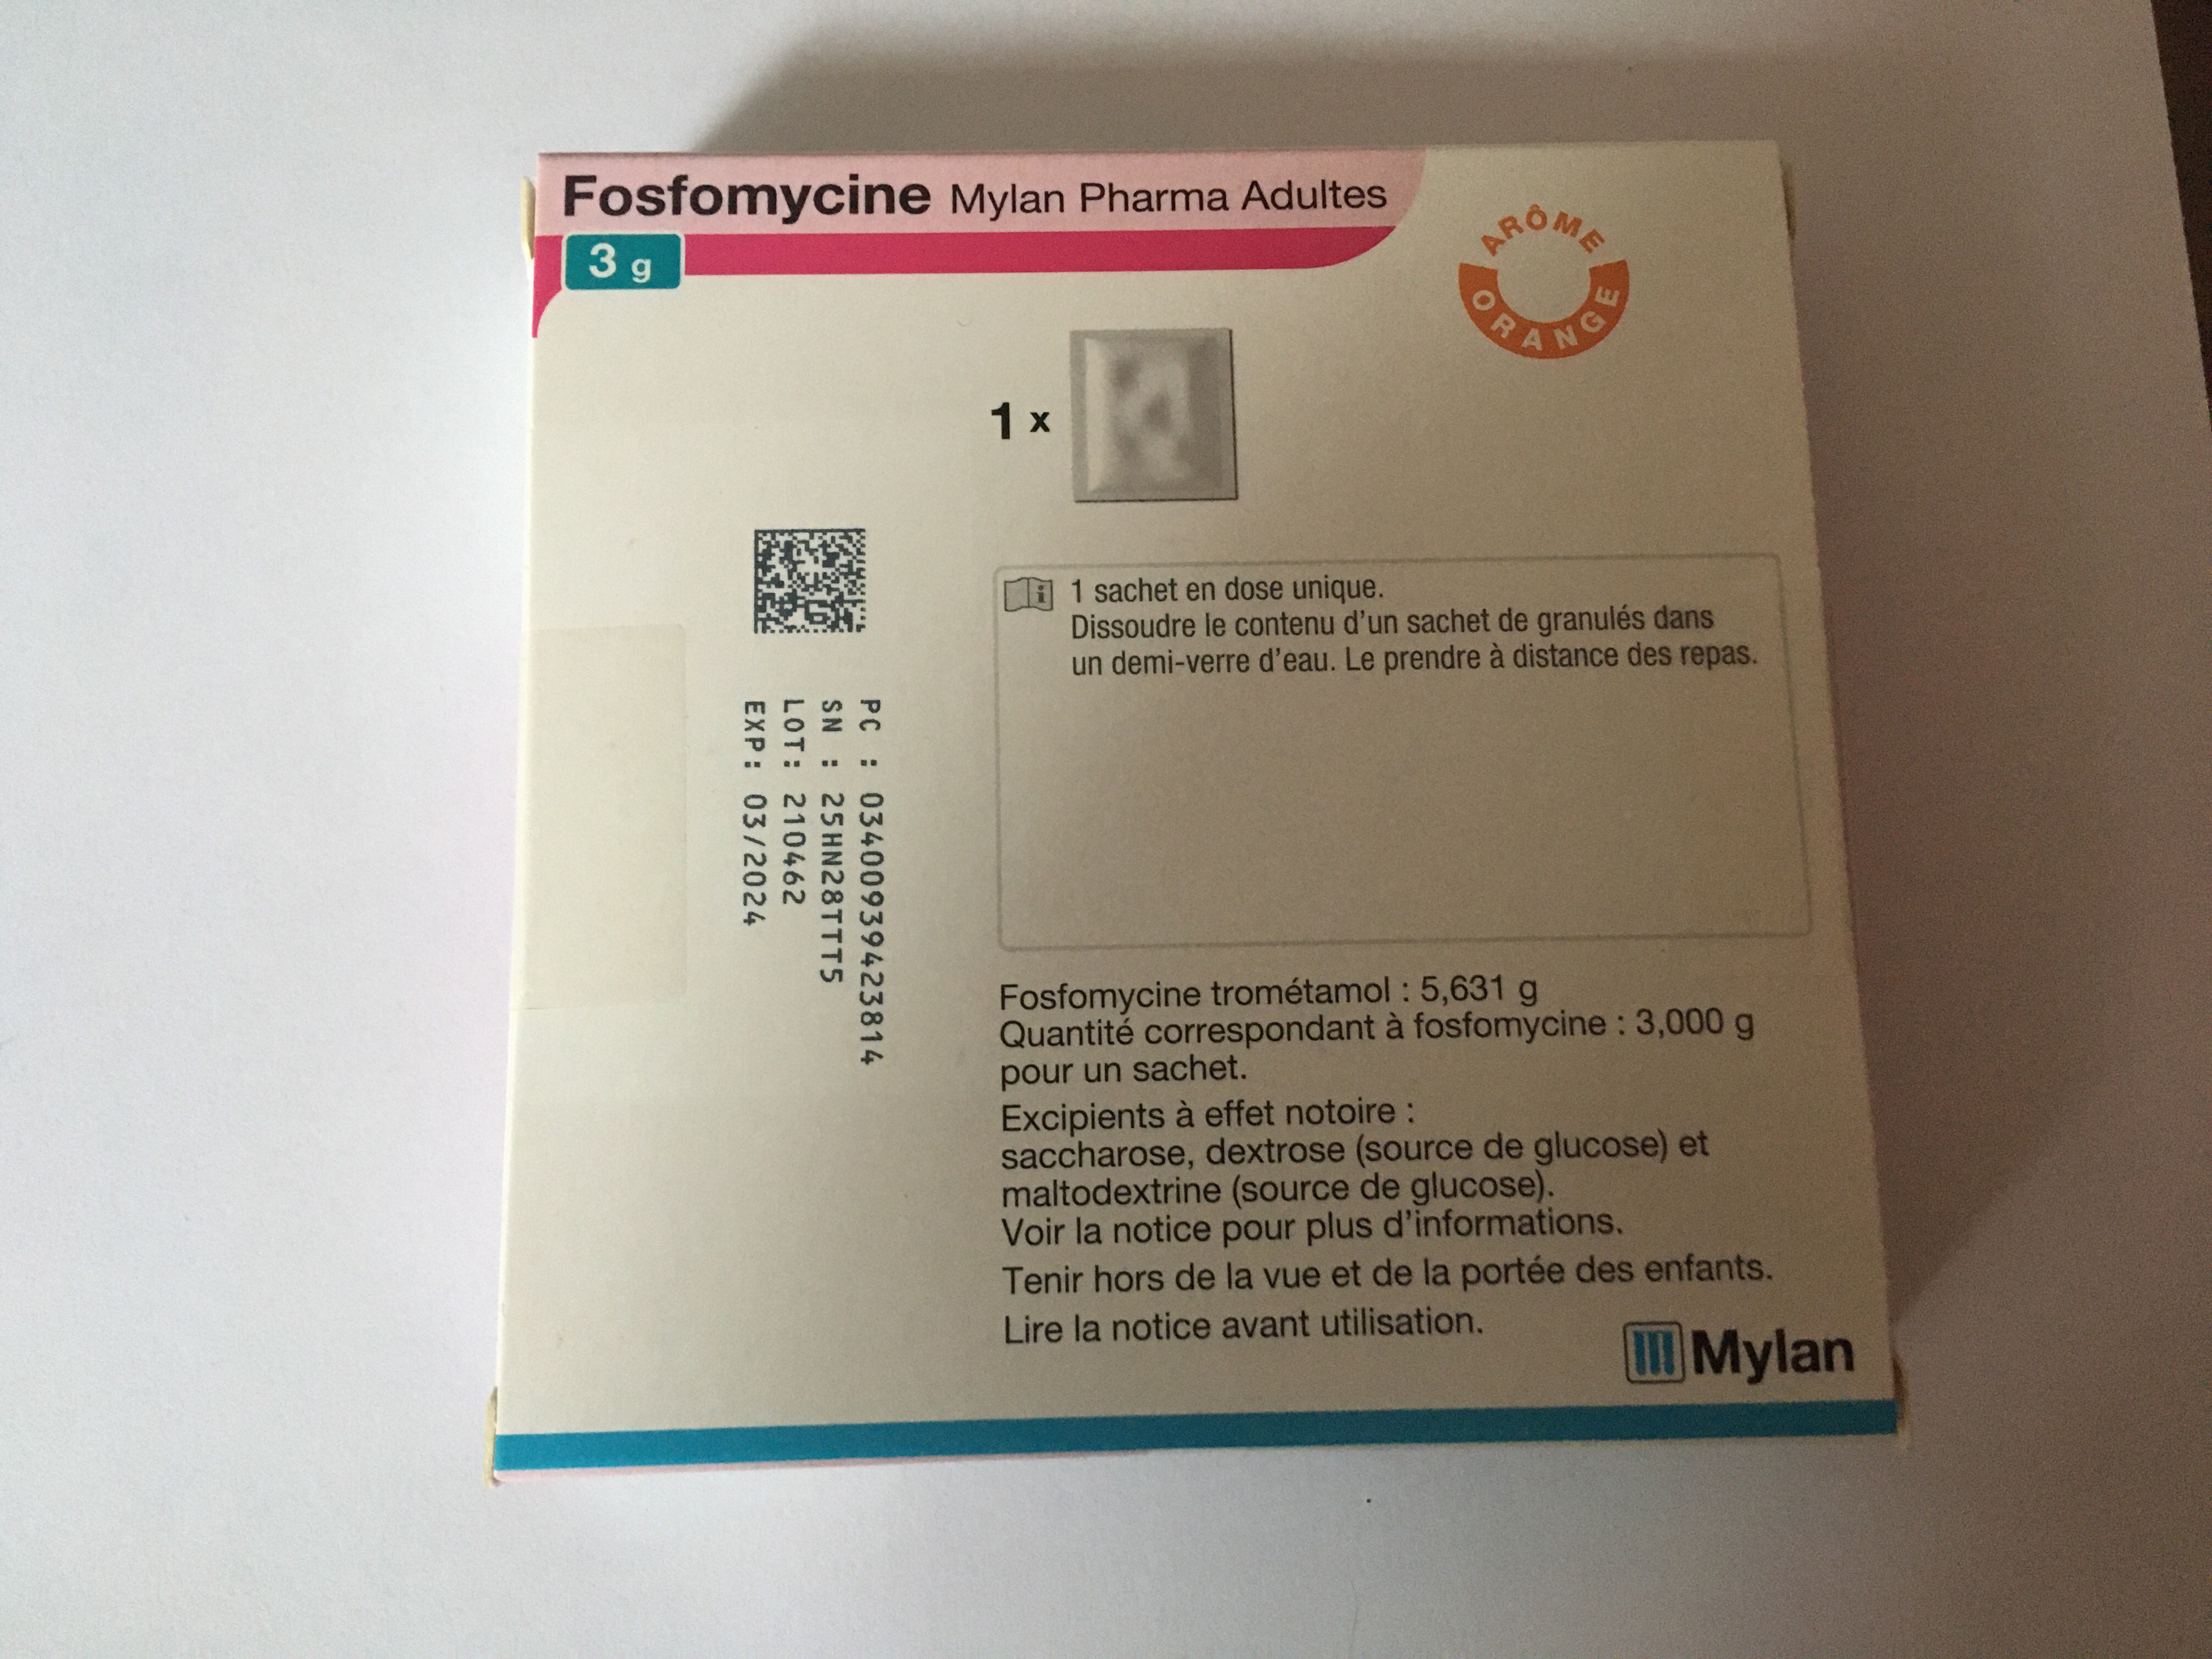 Fosfomycine Mylan Pharma Adultes
3 g
ARÔME
ORANGE
1 x
1 sachet en dose unique.
Dissoudre le contenu d'un sachet de granulés dans
un demi-verre d'eau. Le prendre à distance des repas.
PC : 03400939423814
SN : 25HN28TTT5
LOT: 210462
EXP: 03/2024
Fosfomycine trométamol : 5,631 g
Quantité correspondant à fosfomycine : 3,000 g
pour un sachet.
Excipients à effet notoire :
saccharose, dextrose (source de glucose) et
maltodextrine (source de glucose).
Voir la notice pour plus d'informations.
Tenir hors de la vue et de la portée des enfants.
Lire la notice avant utilisation.
Mylan